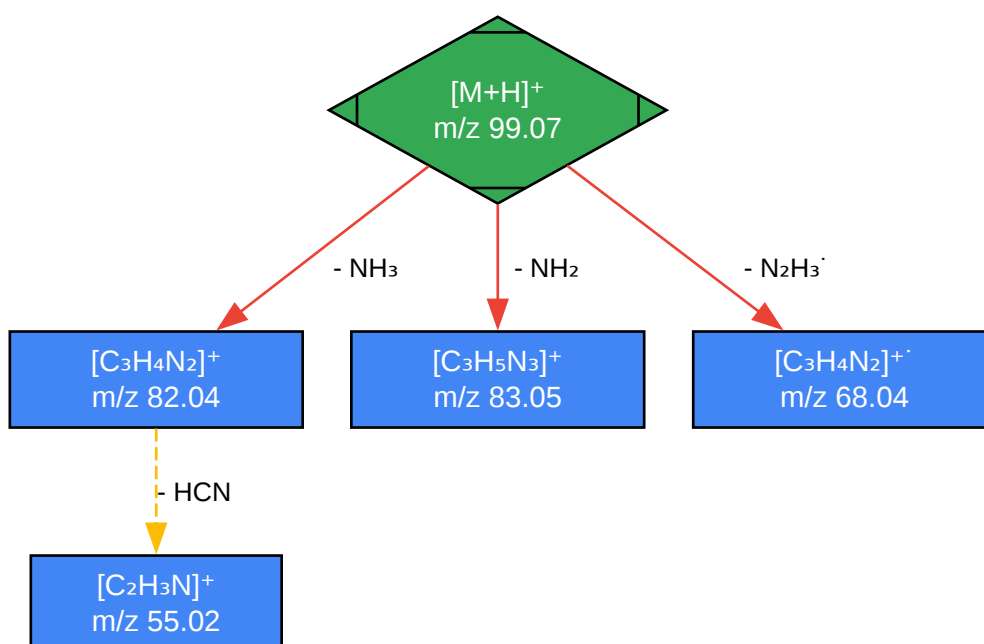 [M+H]⁺
m/z 99.07
- NH₃
- NH₂
- N₂H₃˙
[C₃H₄N₂]⁺
m/z 82.04
[C₃H₅N₃]⁺
m/z 83.05
[C₃H₄N₂]⁺˙
m/z 68.04
- HCN
[C₂H₃N]⁺
m/z 55.02